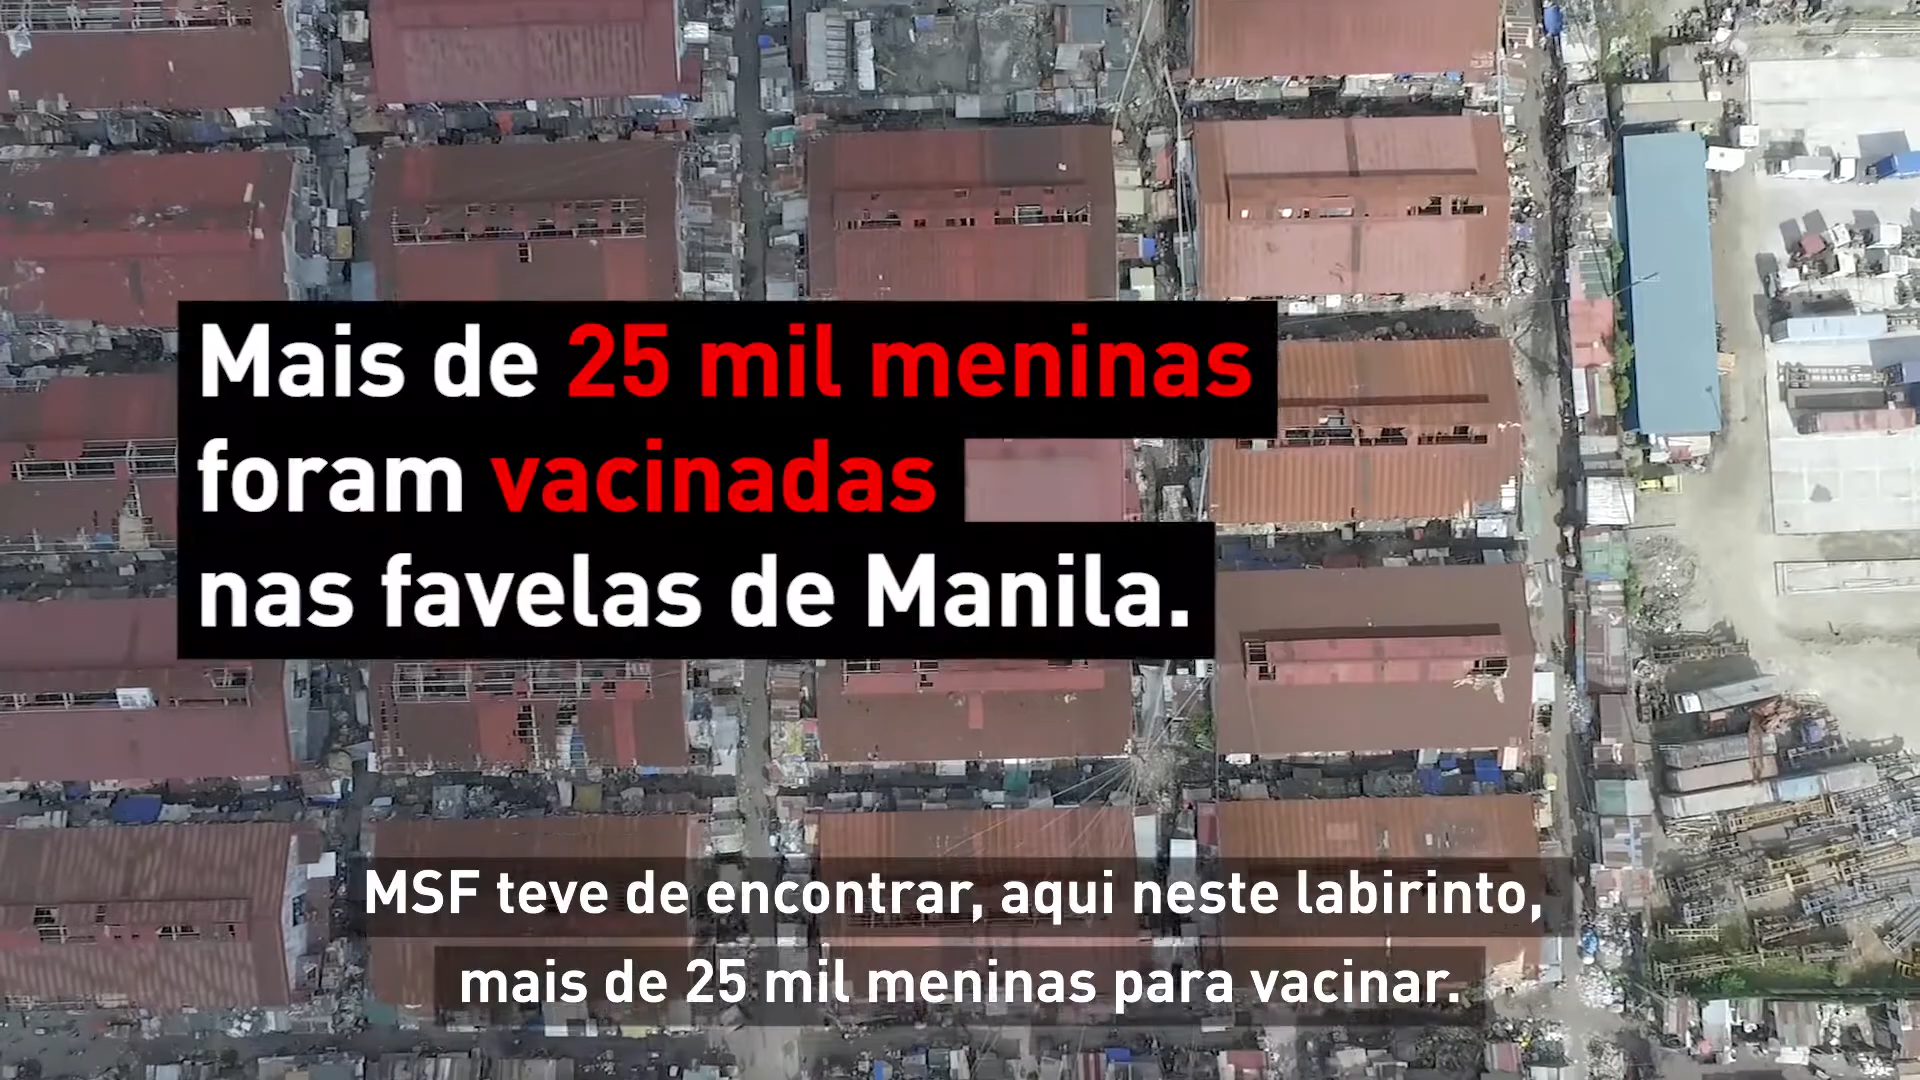 Mais de 25 mil meninas
foram vacinadas
nas favelas de Manila.
MSF teve de encontrar, aqui neste labirinto,
mais de 25 mil meninas para vacinar.